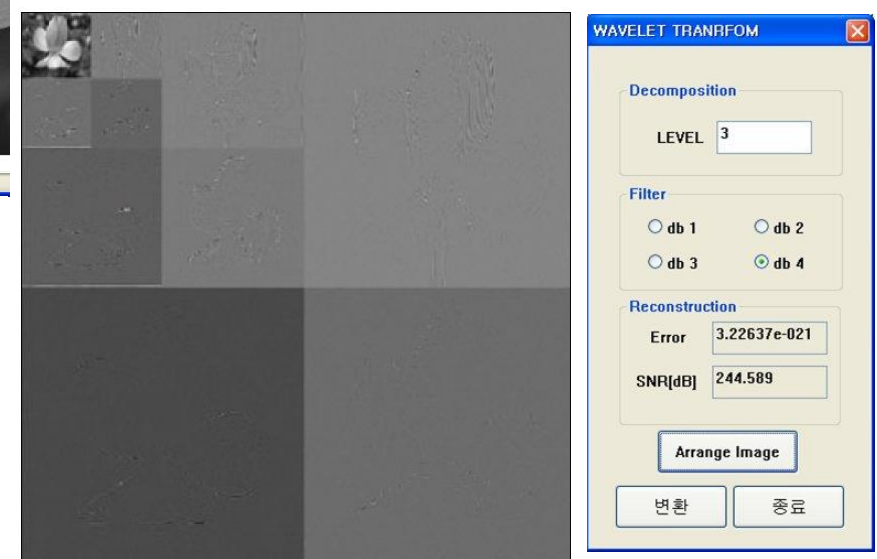 WAVELET TRANRFOM
Decomposition
LEVEL 3
Filter
db 1 db 2
db 3 db 4
Reconstruction
Error 3.22637e-021
SNR[dB] 244.589
Arrange Image
변환 종료